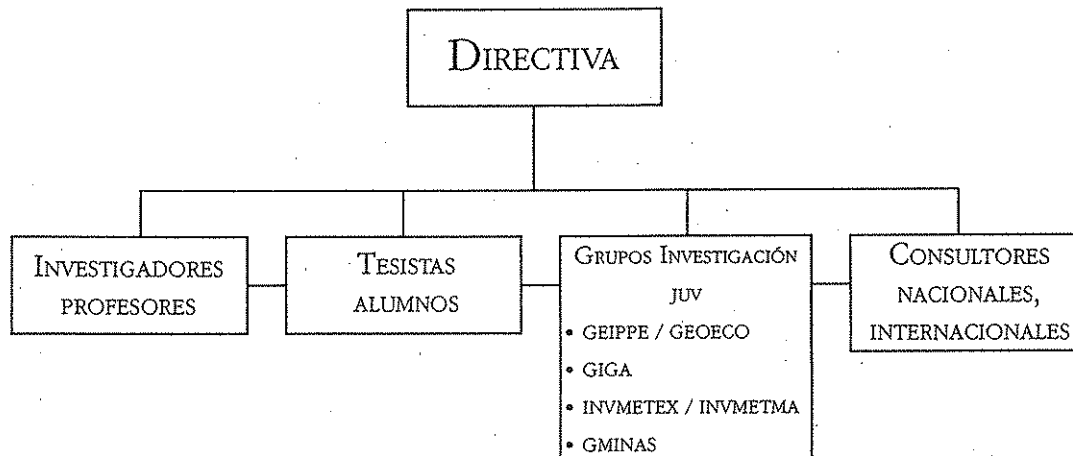 DIRECTIVA
INVESTIGADORES
PROFESORES
TESISTAS
ALUMNOS
GRUPOS INVESTIGACIÓN
JUV
• GEIPPE / GEOECO
• GIGA
• INVMETEX / INVMETMA
• GMINAS
CONSULTORES
NACIONALES,
INTERNACIONALES